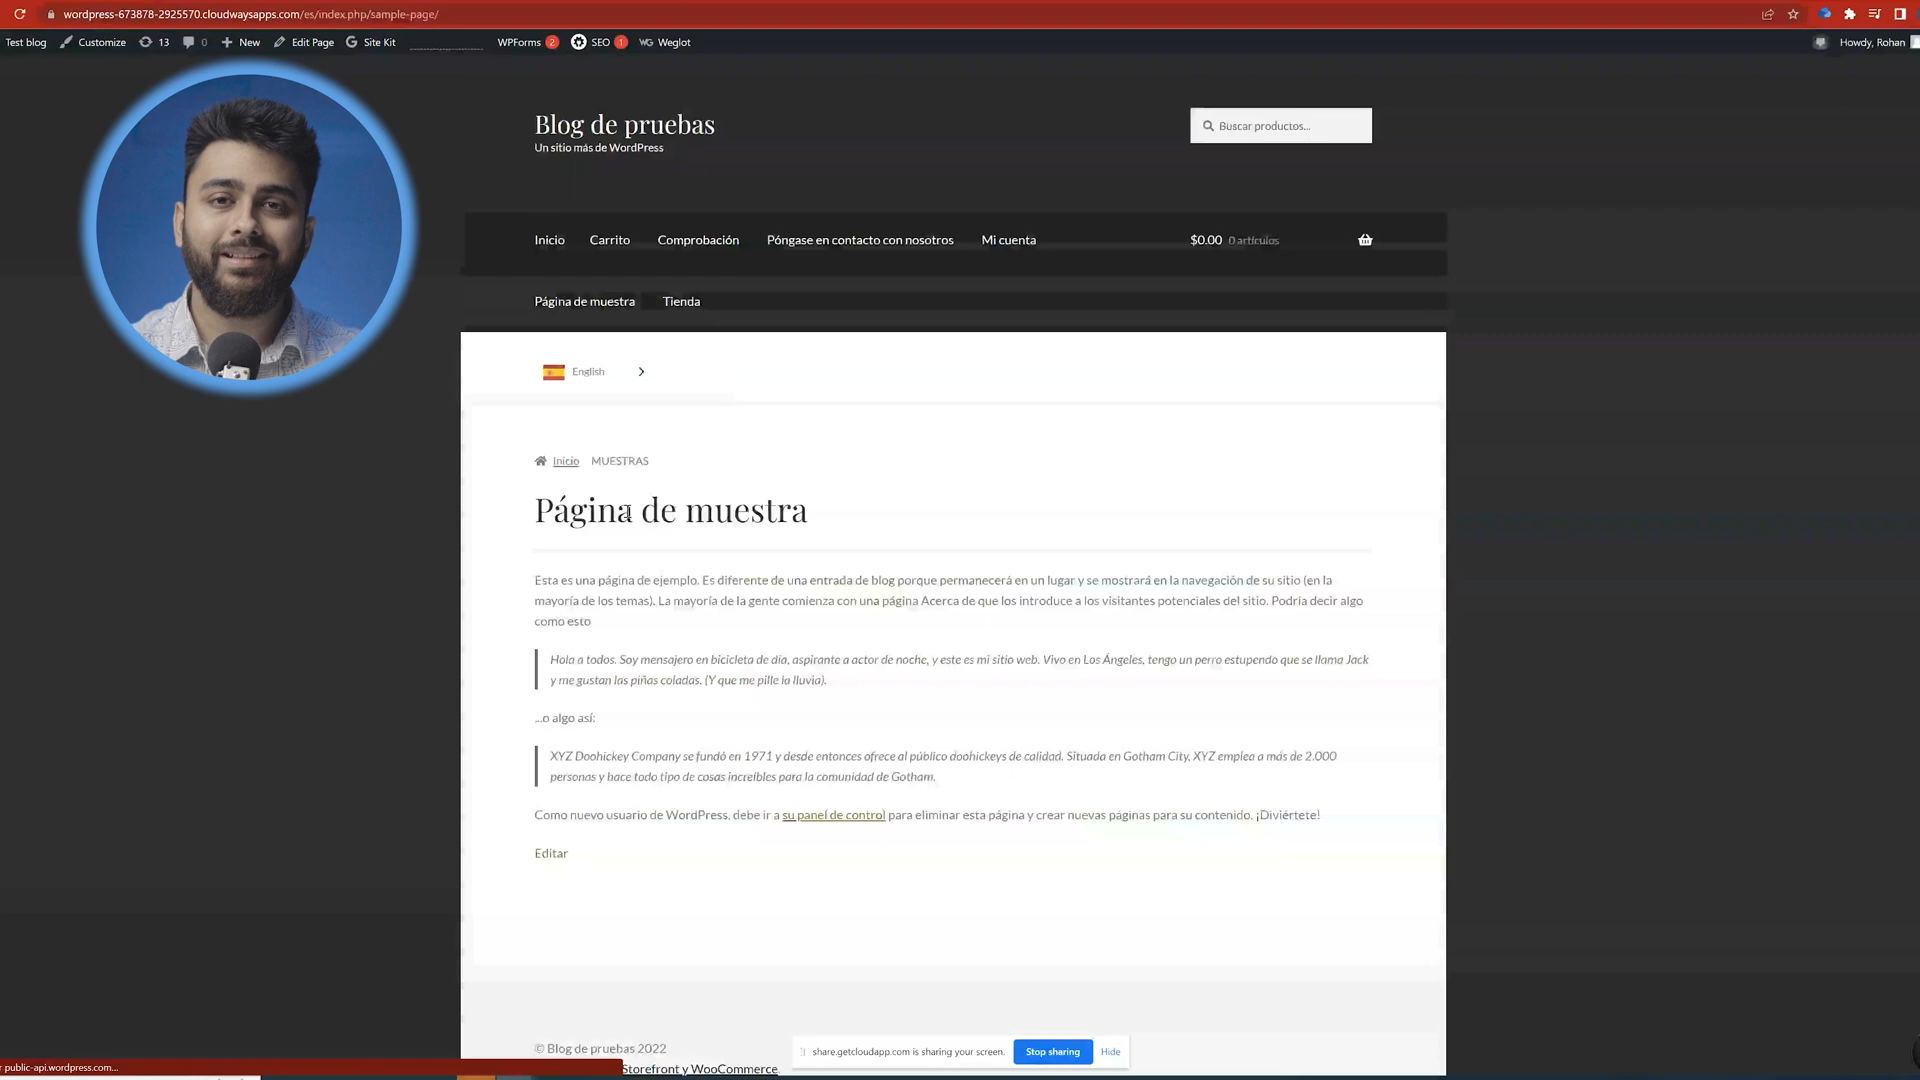 wordpress-673878-2925570.cloudwaysapps.com/es/index.php/sample-page/
Test blog Customize 13 0 New Edit Page Site Kit WPForms 2 SEO 1 WG Weglot Howdy, Rohan
Blog de pruebas
Un sitio más de WordPress
Buscar productos...
Inicio Carrito Comprobación Póngase en contacto con nosotros Mi cuenta $0.00 0 artículos
Página de muestra Tienda
English
Inicio MUESTRAS
Página de muestra
Esta es una página de ejemplo. Es diferente de una entrada de blog porque permanecerá en un lugar y se mostrará en la navegación de su sitio (en la
mayoría de los temas). La mayoría de la gente comienza con una página Acerca de que los introduce a los visitantes potenciales del sitio. Podría decir algo
como esto
Hola a todos. Soy mensajero en bicicleta de día, aspirante a actor de noche, y este es mi sitio web. Vivo en Los Ángeles, tengo un perro estupendo que se llama Jack
y me gustan las piñas coladas. (Y que me pille la lluvia).
...o algo así:
XYZ Doohickey Company se fundó en 1971 y desde entonces ofrece al público doohickeys de calidad. Situada en Gotham City, XYZ emplea a más de 2.000
personas y hace todo tipo de cosas increíbles para la comunidad de Gotham.
Como nuevo usuario de WordPress, debe ir a su panel de control para eliminar esta página y crear nuevas páginas para su contenido. ¡Diviértete!
Editar
© Blog de pruebas 2022
share.getcloudapp.com is sharing your screen. Stop sharing Hide
public-api.wordpress.com...
Storefront y WooCommerce.